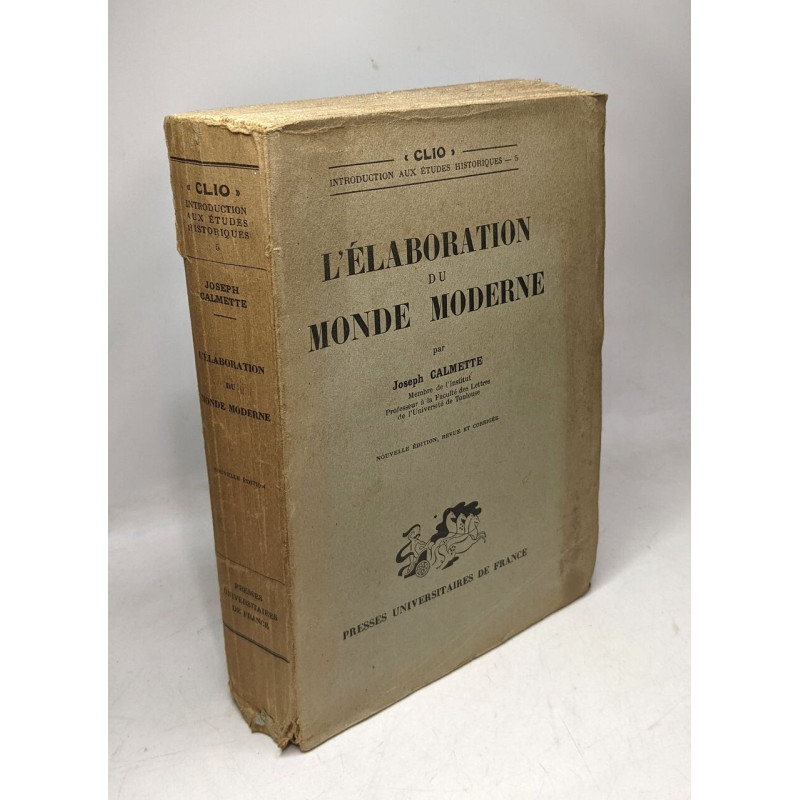 « CLIO »
INTRODUCTION
AUX ÉTUDES
HISTORIQUES
5
JOSEPH
CALMETTE
L'ÉLABORATION
DU
MONDE MODERNE
NOUVELLE ÉDITION
PRESSES
UNIVERSITAIRES
DE FRANCE
« CLIO »
INTRODUCTION AUX ÉTUDES HISTORIQUES — 5
L'ÉLABORATION
DU
MONDE MODERNE
par
Joseph CALMETTE
Membre de l'Institut
Professeur à la Faculté des Lettres
de l'Université de Toulouse
NOUVELLE ÉDITION, REVUE ET CORRIGÉE
PRESSES UNIVERSITAIRES DE FRANCE